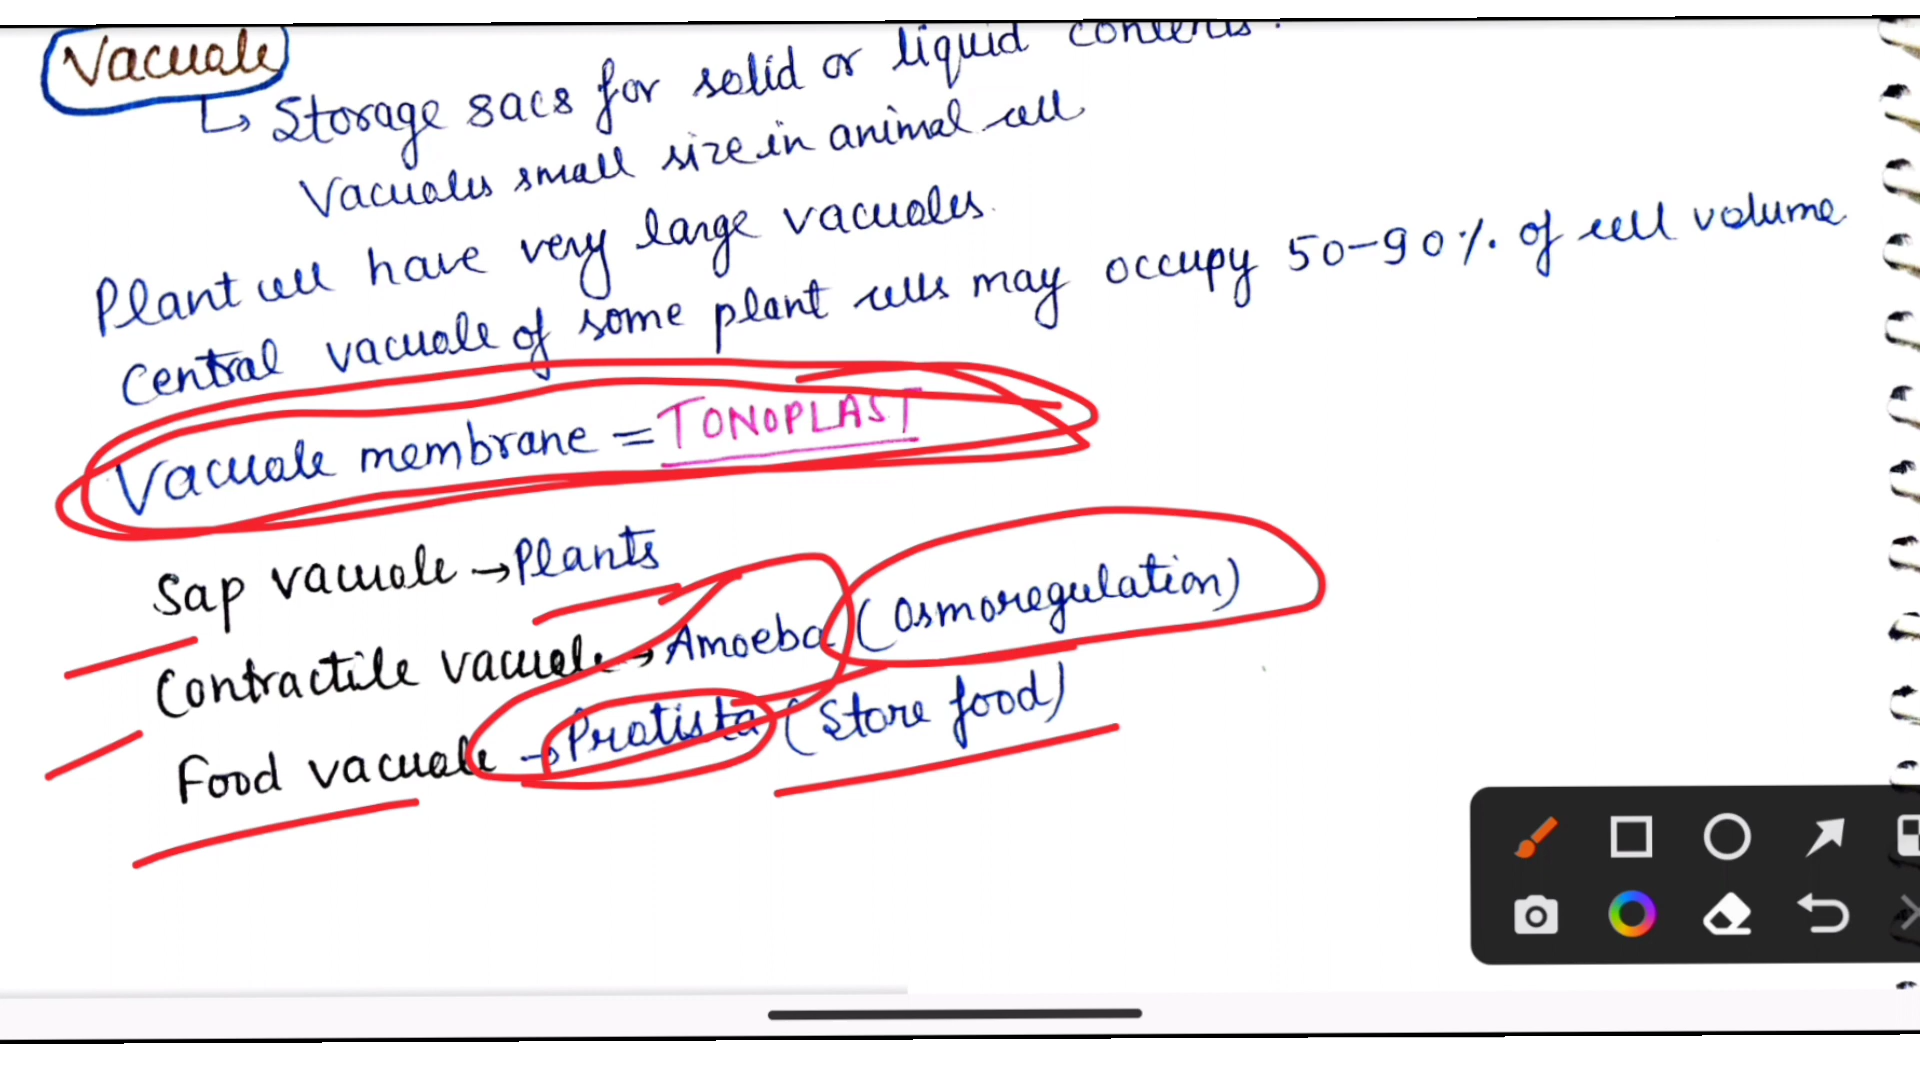 Vacuole
↳ Storage sacs for solid or liquid contents.
Vacuoles small size in animal cell
Plant cell have very large vacuoles.
Central vacuole of some plant cells may occupy 50-90% of cell volume
Vacuole membrane = TONOPLAST
Sap vacuole → Plants
Contractile vacuole → Amoeba (Osmoregulation)
Food vacuole → Protista (Store food)